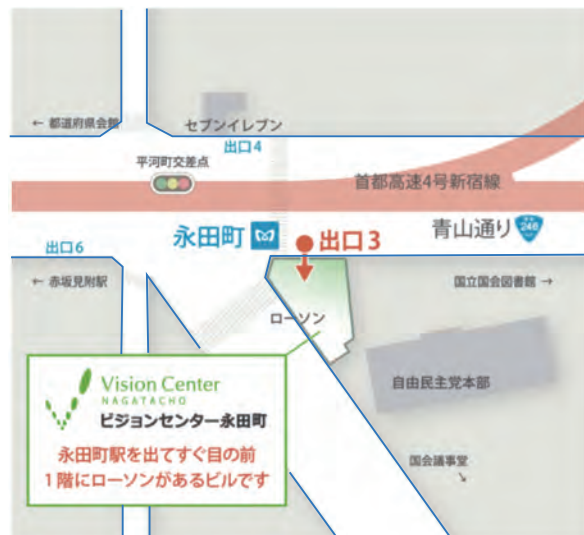 ← 都道府県会館
セブンイレブン
出口4
平河町交差点
首都高速4号新宿線
永田町
出口3
青山通り
246
出口6
← 赤坂見附駅
国立国会図書館 →
ローソン
Vision Center
NAGATACHO
ビジョンセンター永田町
永田町駅を出てすぐ目の前
1階にローソンがあるビルです
自由民主党本部
国会議事堂
↘